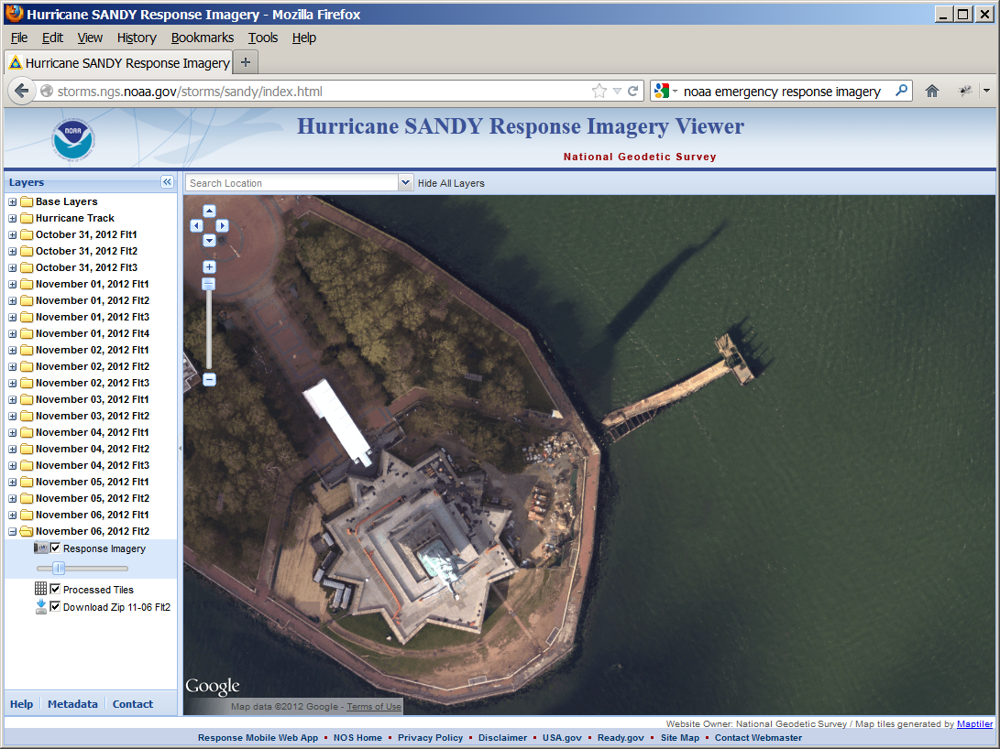 Hurricane SANDY Response Imagery - Mozilla Firefox
File Edit View History Bookmarks Tools Help
Hurricane SANDY Response Imagery
storms.ngs.noaa.gov/storms/sandy/index.html noaa emergency response imagery
NOAA
Hurricane SANDY Response Imagery Viewer
National Geodetic Survey
Layers
Search Location Hide All Layers
Base Layers
Hurricane Track
October 31, 2012 Flt1
October 31, 2012 Flt2
October 31, 2012 Flt3
November 01, 2012 Flt1
November 01, 2012 Flt2
November 01, 2012 Flt3
November 01, 2012 Flt4
November 02, 2012 Flt1
November 02, 2012 Flt2
November 02, 2012 Flt3
November 03, 2012 Flt1
November 03, 2012 Flt2
November 04, 2012 Flt1
November 04, 2012 Flt2
November 04, 2012 Flt3
November 05, 2012 Flt1
November 05, 2012 Flt2
November 06, 2012 Flt1
November 06, 2012 Flt2
Response Imagery
Processed Tiles
Download Zip 11-06 Flt2
Google
Map data ©2012 Google - Terms of Use
Help Metadata Contact
Website Owner: National Geodetic Survey / Map tiles generated by Maptiler
Response Mobile Web App ▪ NOS Home ▪ Privacy Policy ▪ Disclaimer ▪ USA.gov ▪ Ready.gov ▪ Site Map ▪ Contact Webmaster